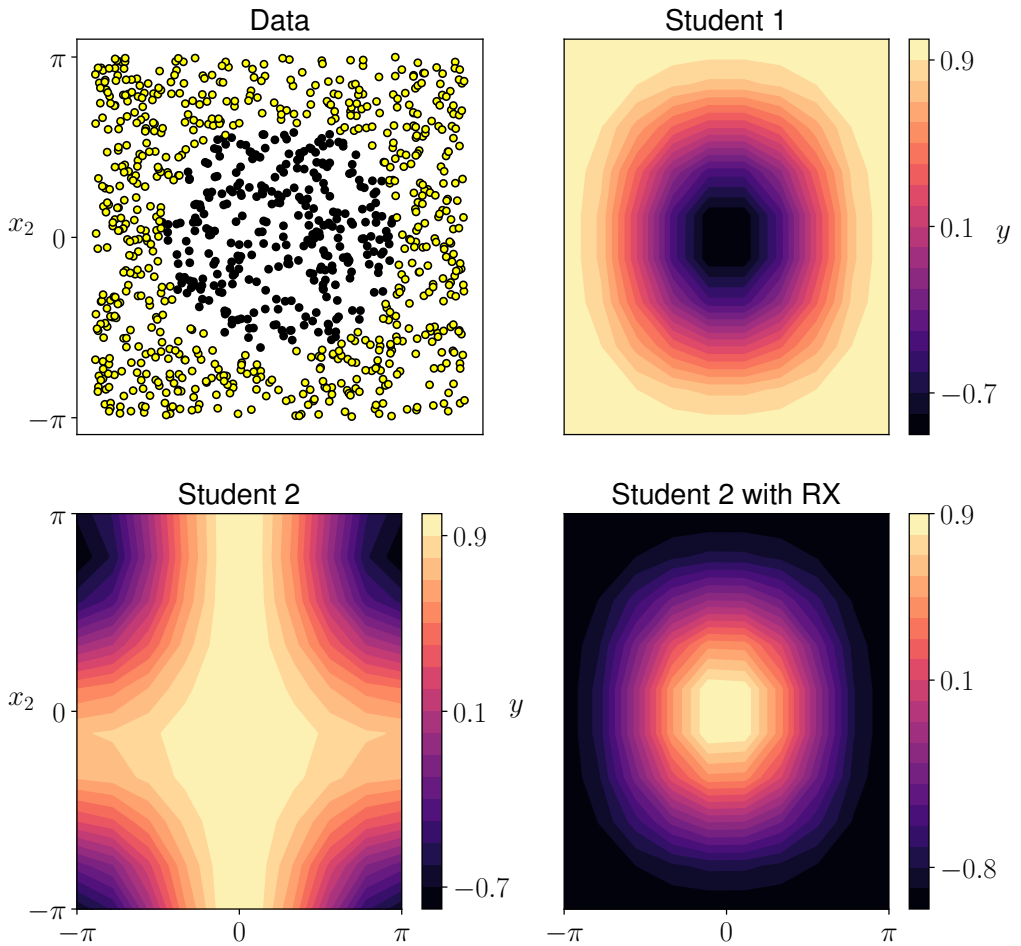 Data
π
x₂
0
−π
Student 1
0.9
0.1
y
−0.7
Student 2
π
x₂
0
−π
−π
0
π
0.9
0.1
y
−0.7
Student 2 with RX
−π
0
π
0.9
0.1
−0.8